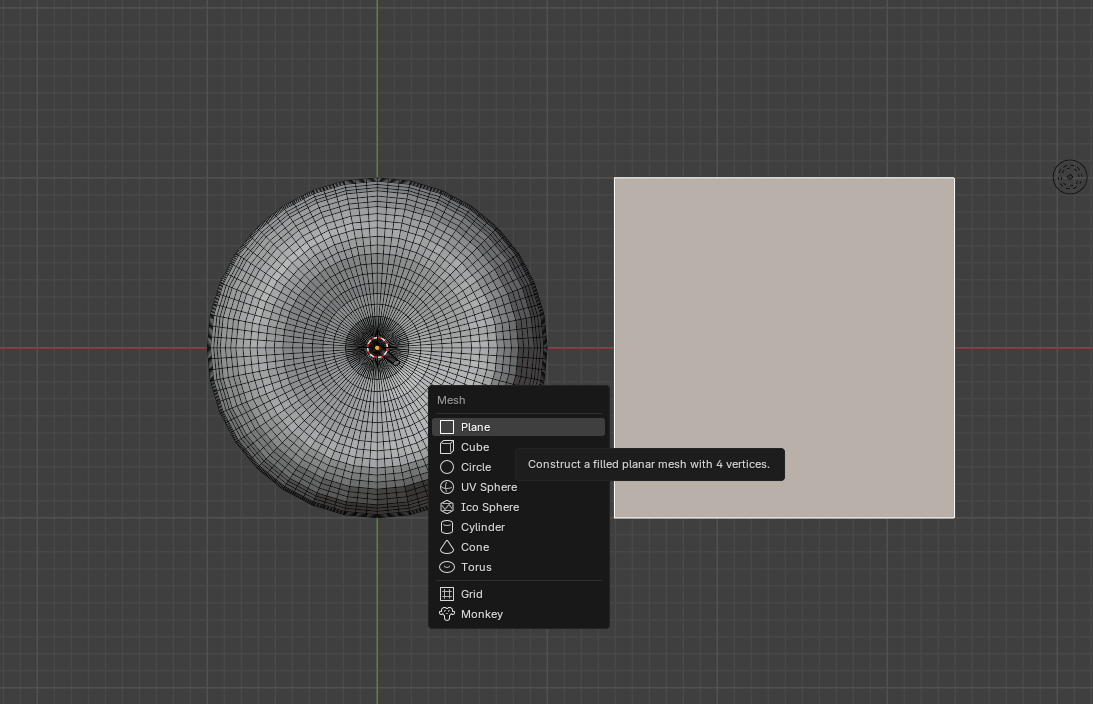 Mesh
Plane
Cube
Circle
Construct a filled planar mesh with 4 vertices.
UV Sphere
Ico Sphere
Cylinder
Cone
Torus
Grid
Monkey